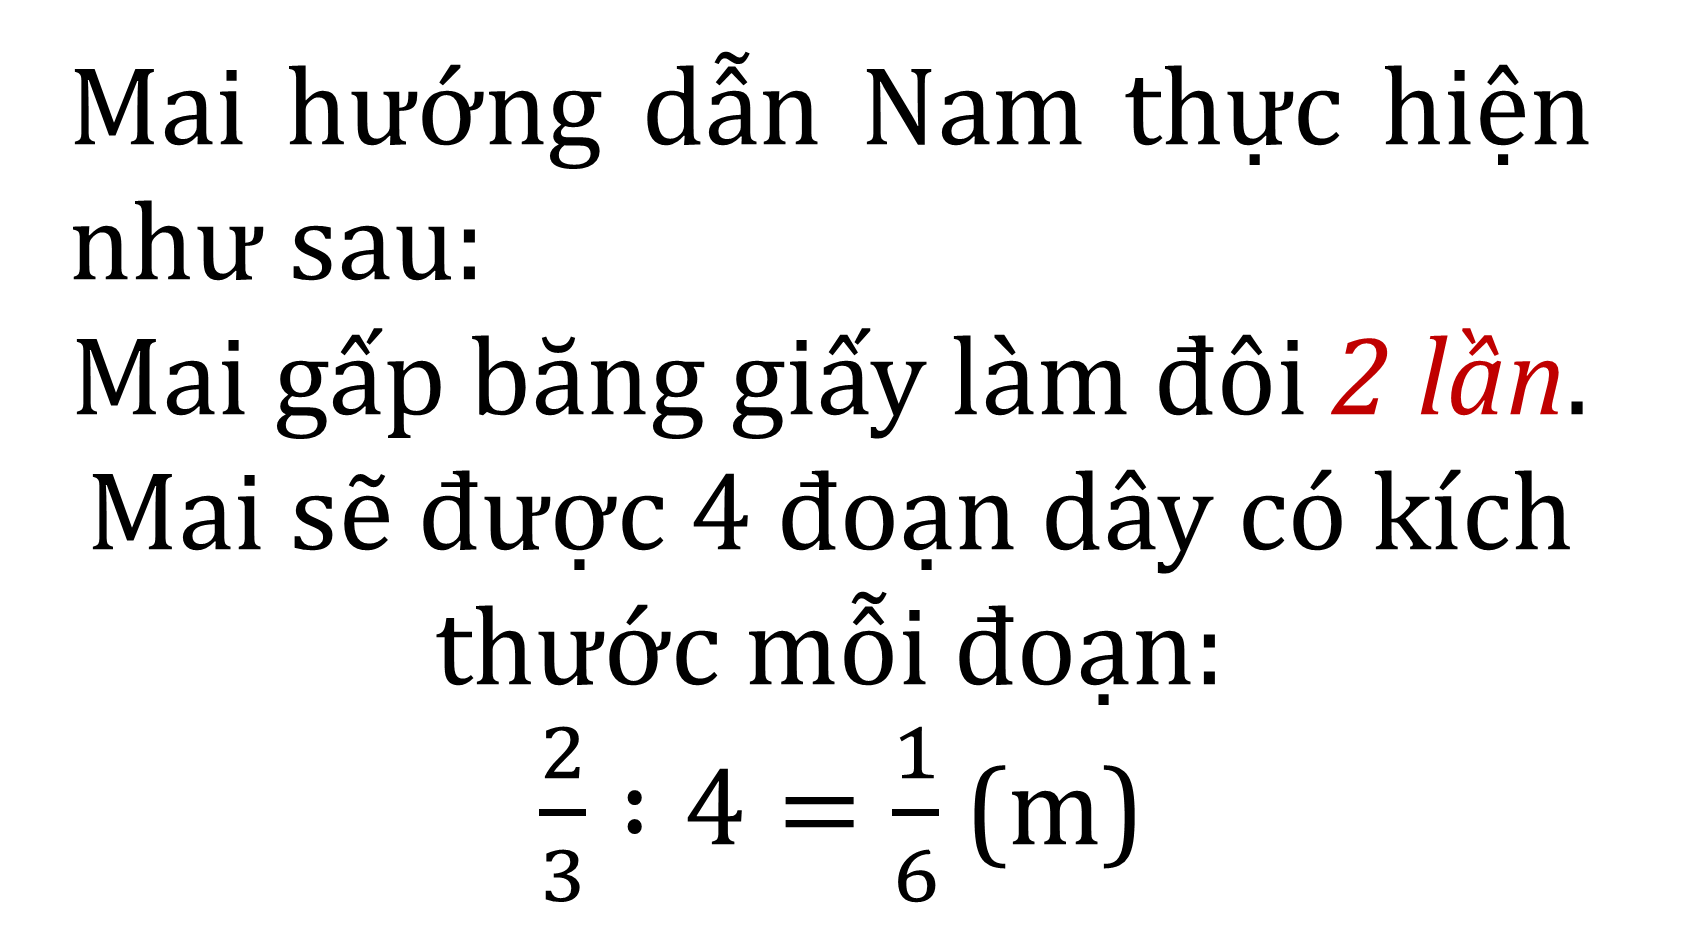 Mai hướng dẫn Nam thực hiện
như sau:
Mai gấp băng giấy làm đôi 2 lần.
Mai sẽ được 4 đoạn dây có kích
thước mỗi đoạn:
2/3 : 4 = 1/6 (m)